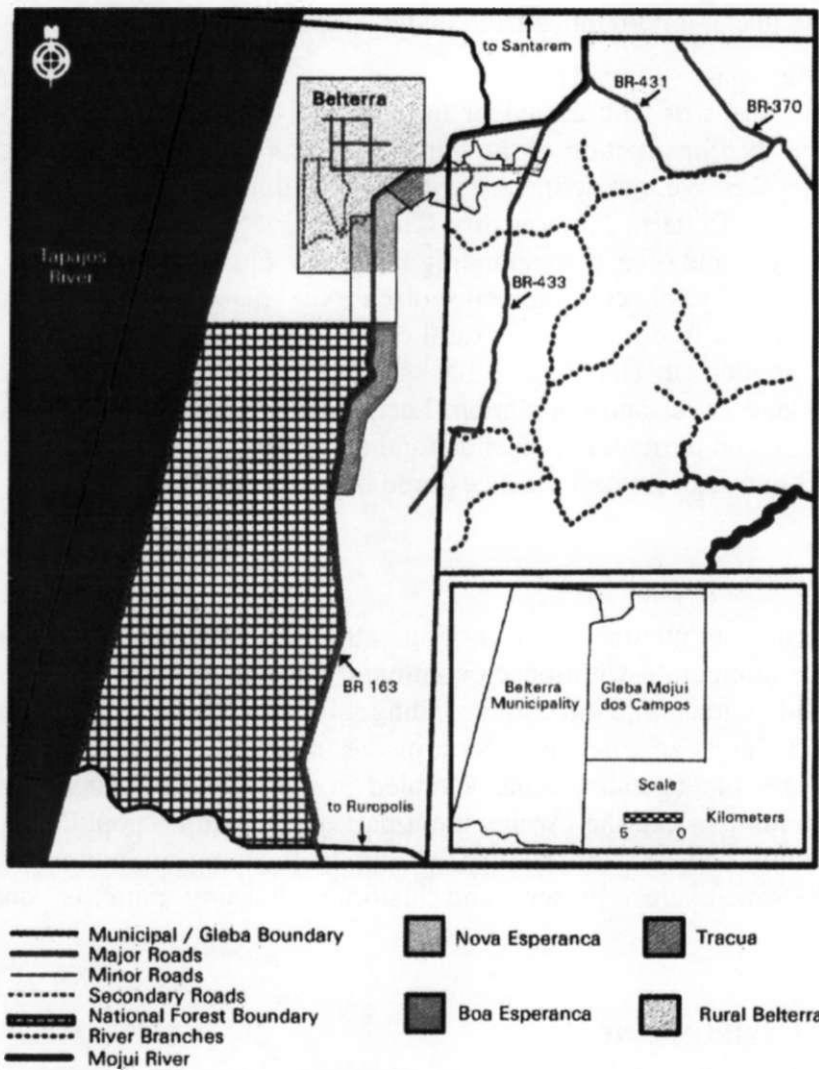 N
to Santarem
BR-431
BR-370
Belterra
Tapajos
River
BR-433
BR 163
to Ruropolis
Belterra
Municipality
Gleba Mojui
dos Campos
Scale
Kilometers
5 0
Municipal / Gleba Boundary
Major Roads
Minor Roads
Secondary Roads
National Forest Boundary
River Branches
Mojui River
Nova Esperanca
Tracua
Boa Esperanca
Rural Belterra